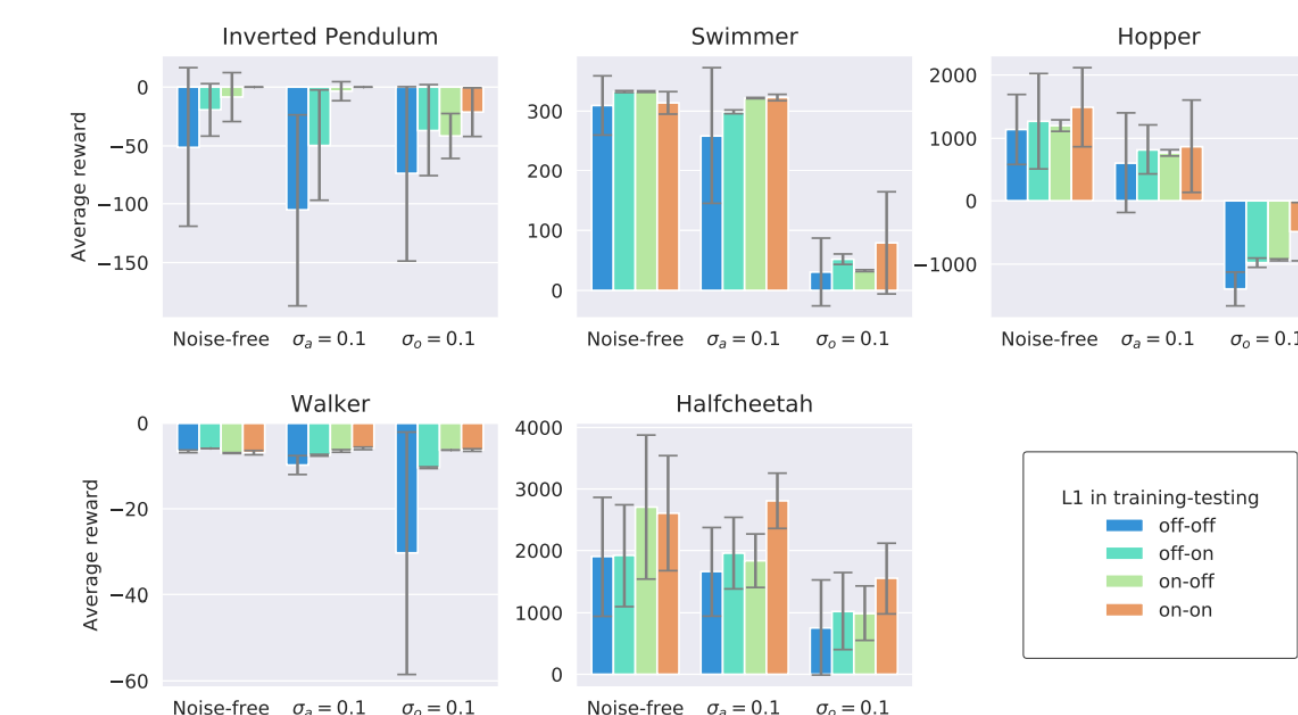 Inverted Pendulum
Average reward
0
−50
−100
−150
Noise-free σₐ = 0.1 σₒ = 0.1
Swimmer
300
200
100
0
Noise-free σₐ = 0.1 σₒ = 0.1
Hopper
2000
1000
0
−1000
Noise-free σₐ = 0.1 σₒ = 0.1
Walker
Average reward
0
−20
−40
−60
Noise-free σₐ = 0.1 σₒ = 0.1
Halfcheetah
4000
3000
2000
1000
0
Noise-free σₐ = 0.1 σₒ = 0.1
L1 in training-testing
off-off
off-on
on-off
on-on